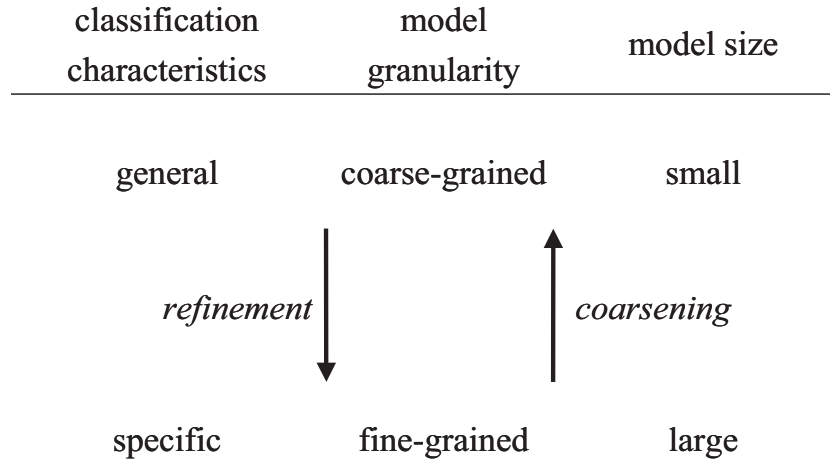 classification
characteristics
model
granularity
model size
general
coarse-grained
small
refinement
coarsening
specific
fine-grained
large